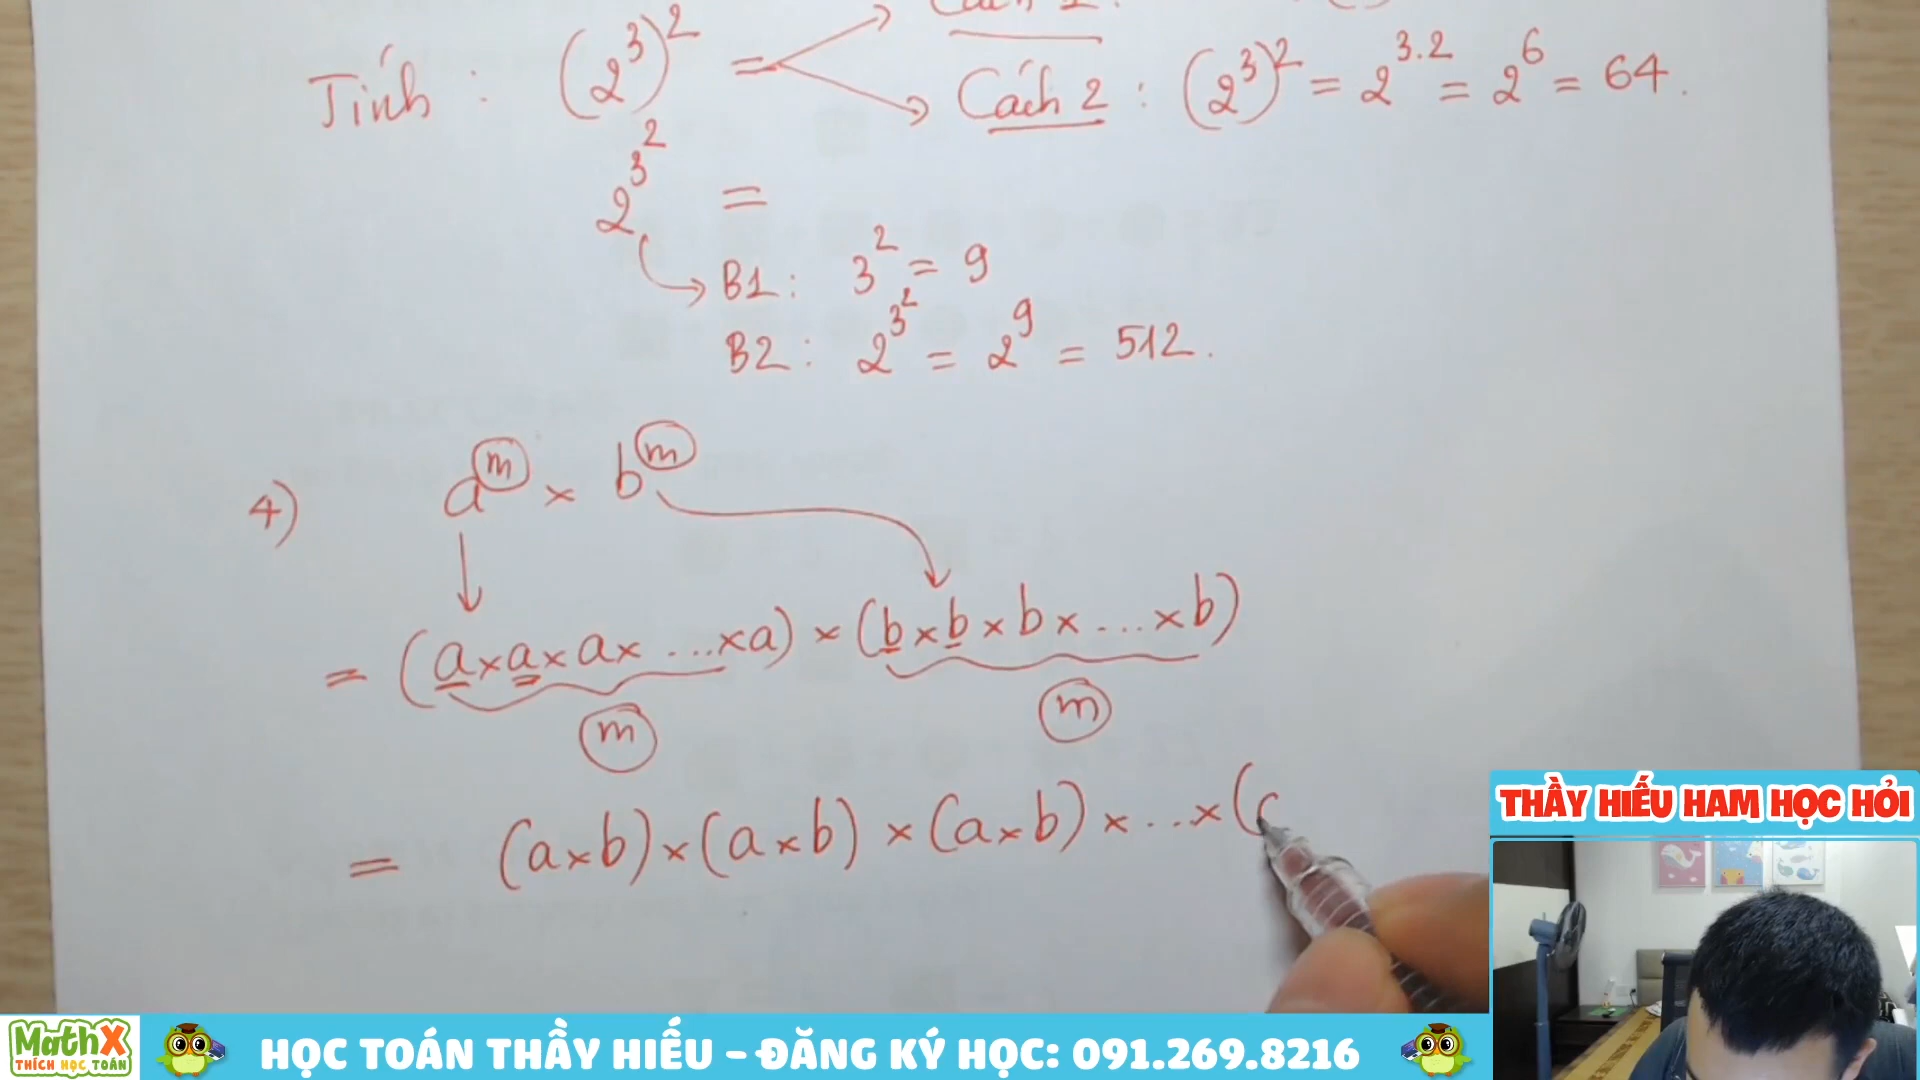 Tính : (2³)² =
Cách 2 : (2³)² = 2^{3.2} = 2⁶ = 64.
2^{3^2} =
B1: 3² = 9
B2: 2^{3^2} = 2⁹ = 512.
4) a^m × b^m
= (a×a×a×...×a) × (b×b×b×...×b)
m m
= (a×b)×(a×b)×(a×b)×...×(
THẦY HIẾU HAM HỌC HỎI
MathX
THÍCH HỌC TOÁN
HỌC TOÁN THẦY HIẾU - ĐĂNG KÝ HỌC: 091.269.8216